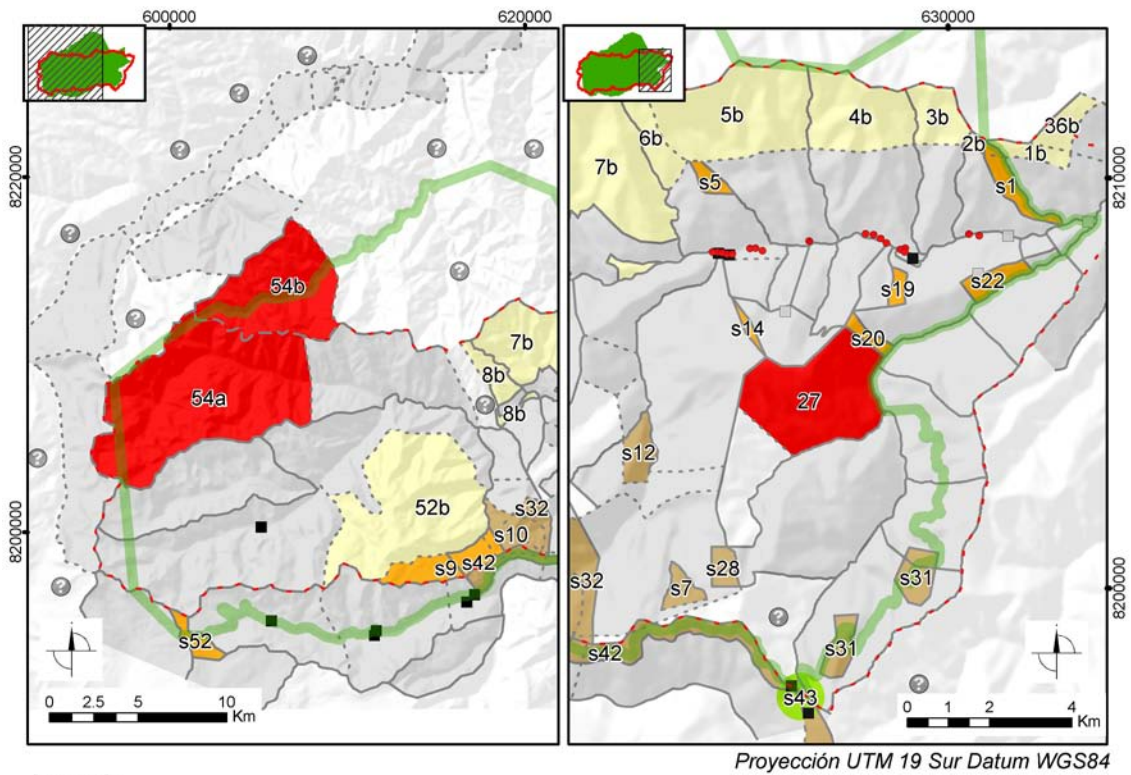 600000
620000
630000
8220000
8200000
8210000
8200000
54b
54a
7b
8b
8b
52b
s32
s10
s9
s42
s52
?
?
?
?
?
?
?
?
?
?
?
0 2.5 5 10
Km
5b
4b
3b
2b
36b
1b
6b
7b
s5
s1
s19
s22
s14
s20
27
s12
s28
s7
s32
s31
s31
s42
s43
?
?
0 1 2 4
Km
Proyección UTM 19 Sur Datum WGS84